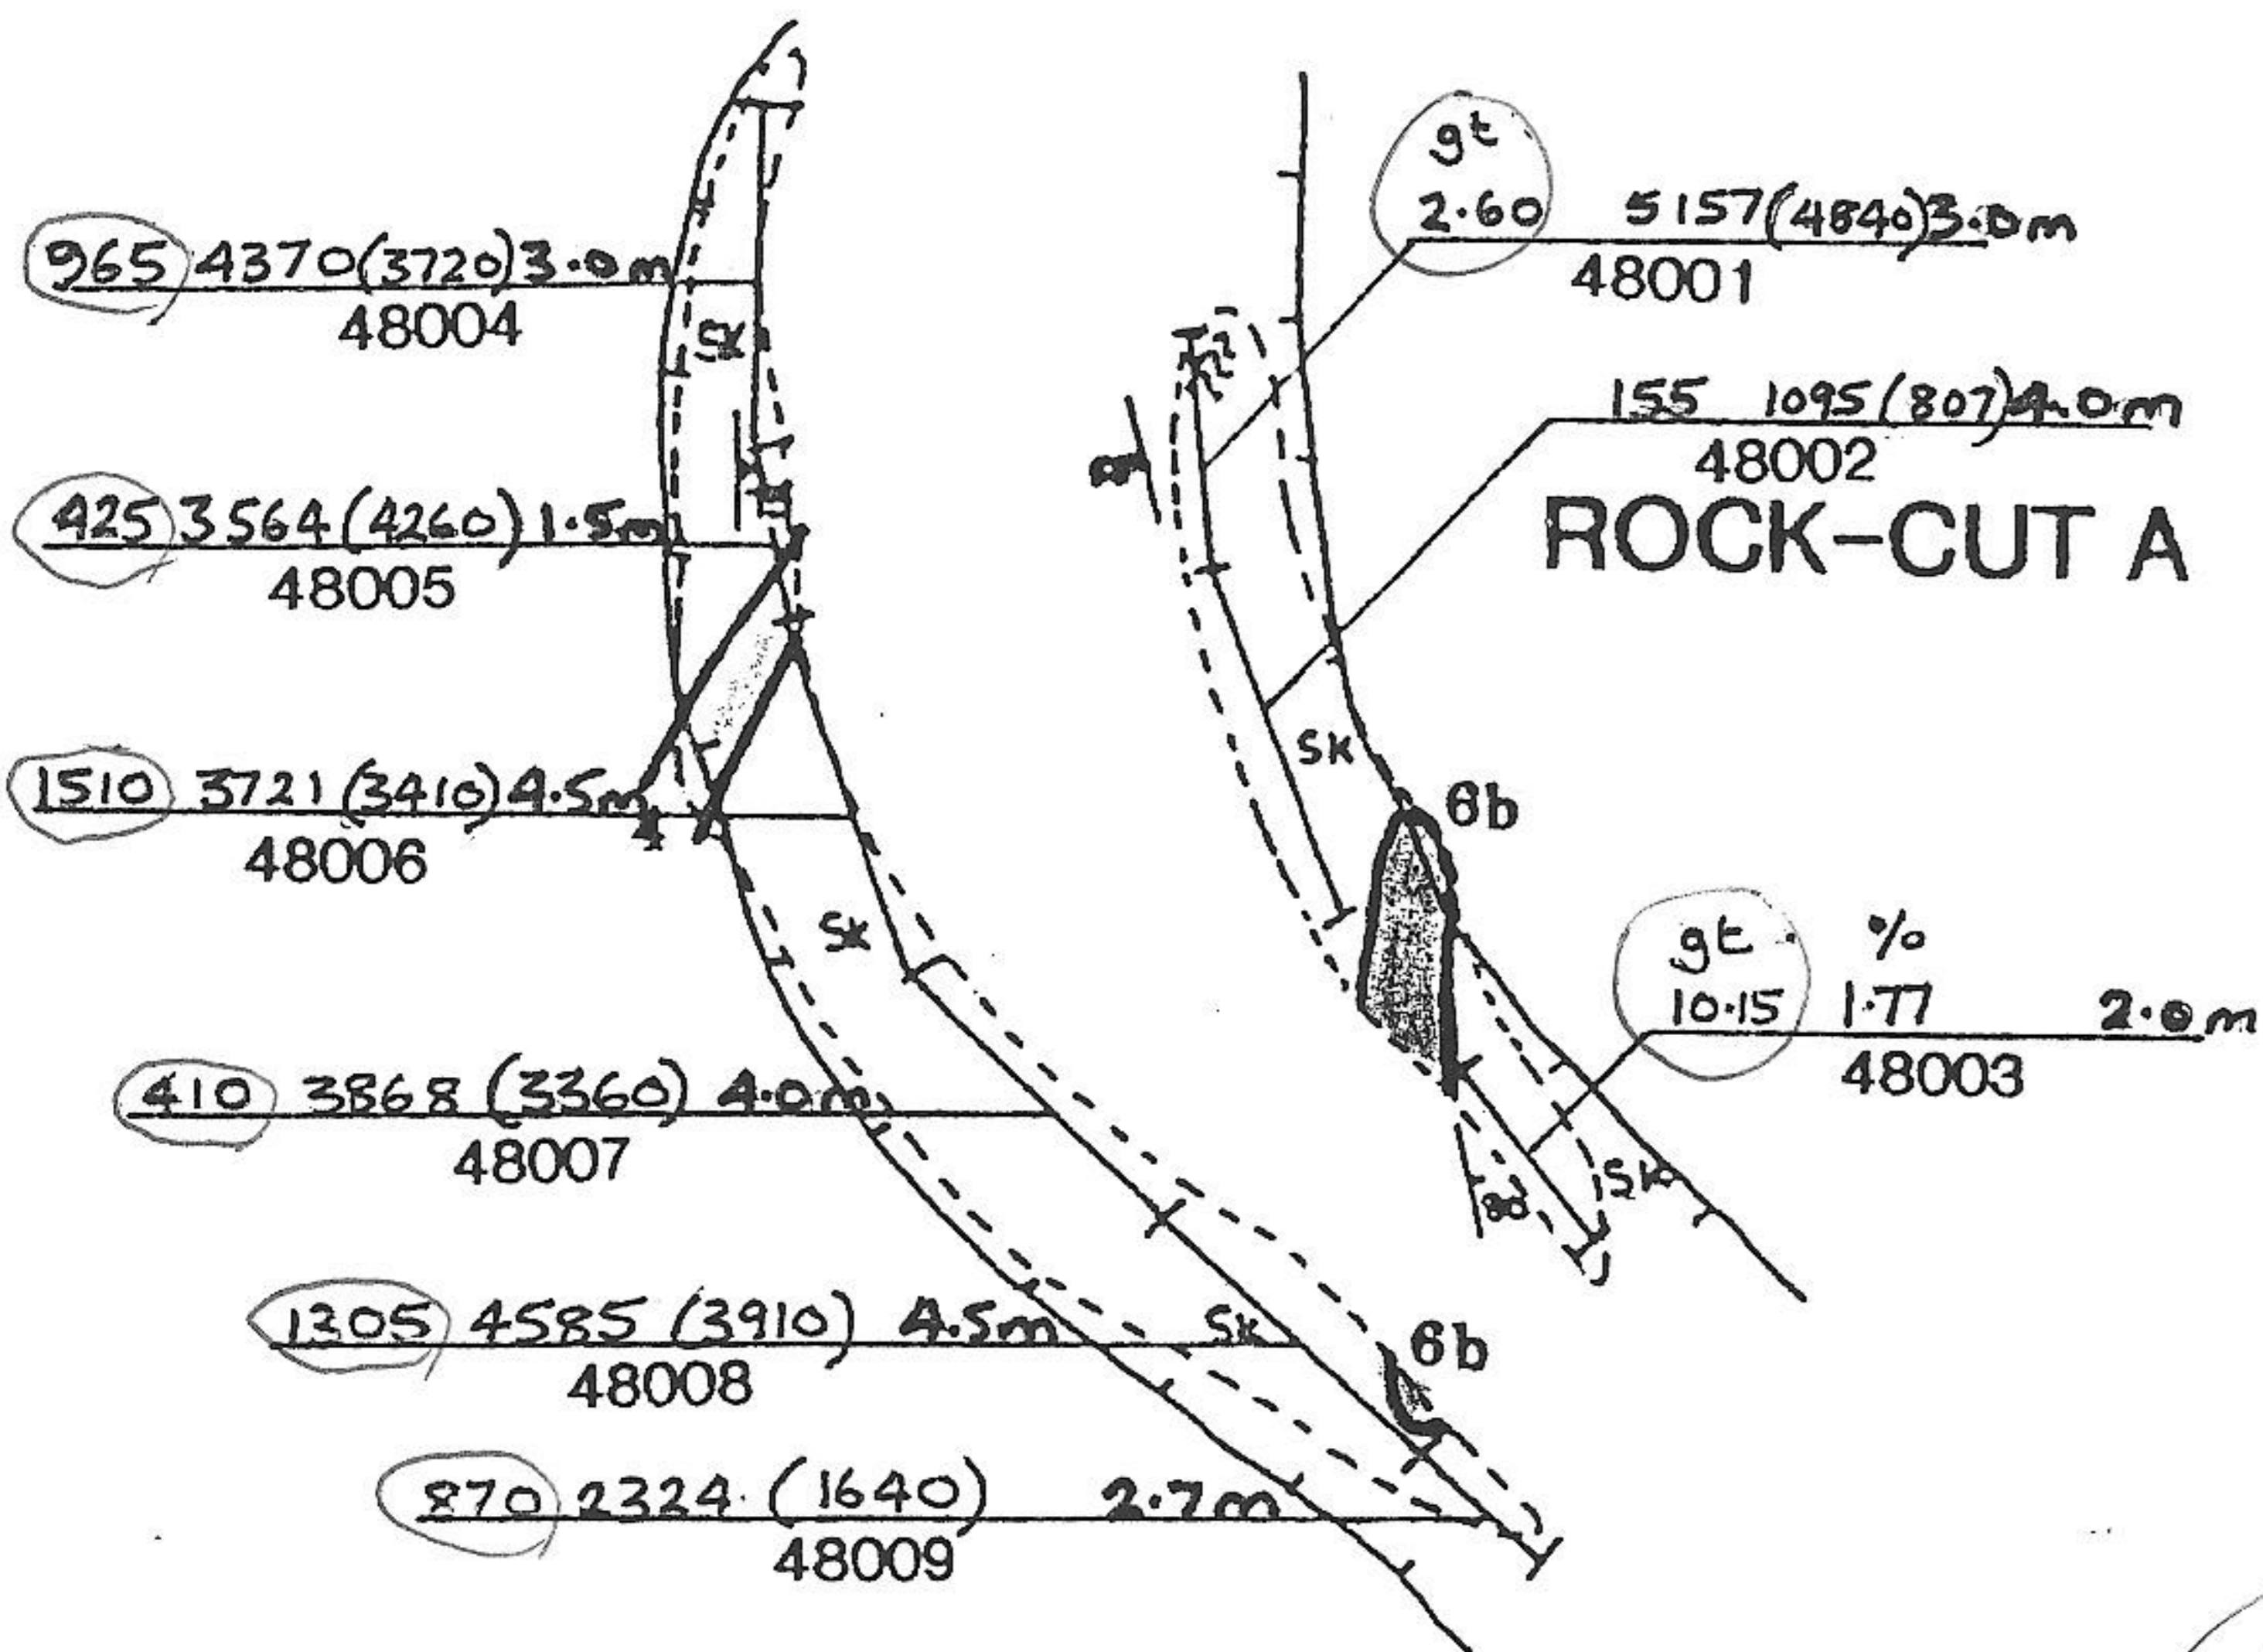 965 4370(3720)3.0m
48004
SK
425 3564(4260)1.5m
48005
1510 3721(3410)4.5m
4
48006
SK
410 3868 (3360) 4.0m
48007
1305 4585 (3910) 4.5m
SK
48008
6b
870 2324 (1640) 2.7m
48009
gt
2.60 5157(4840)3.0m
48001
155 1095(807)4.0m
48002
ROCK-CUT A
SK
6b
gt %
10.15 1.77 2.0m
48003
SK
80